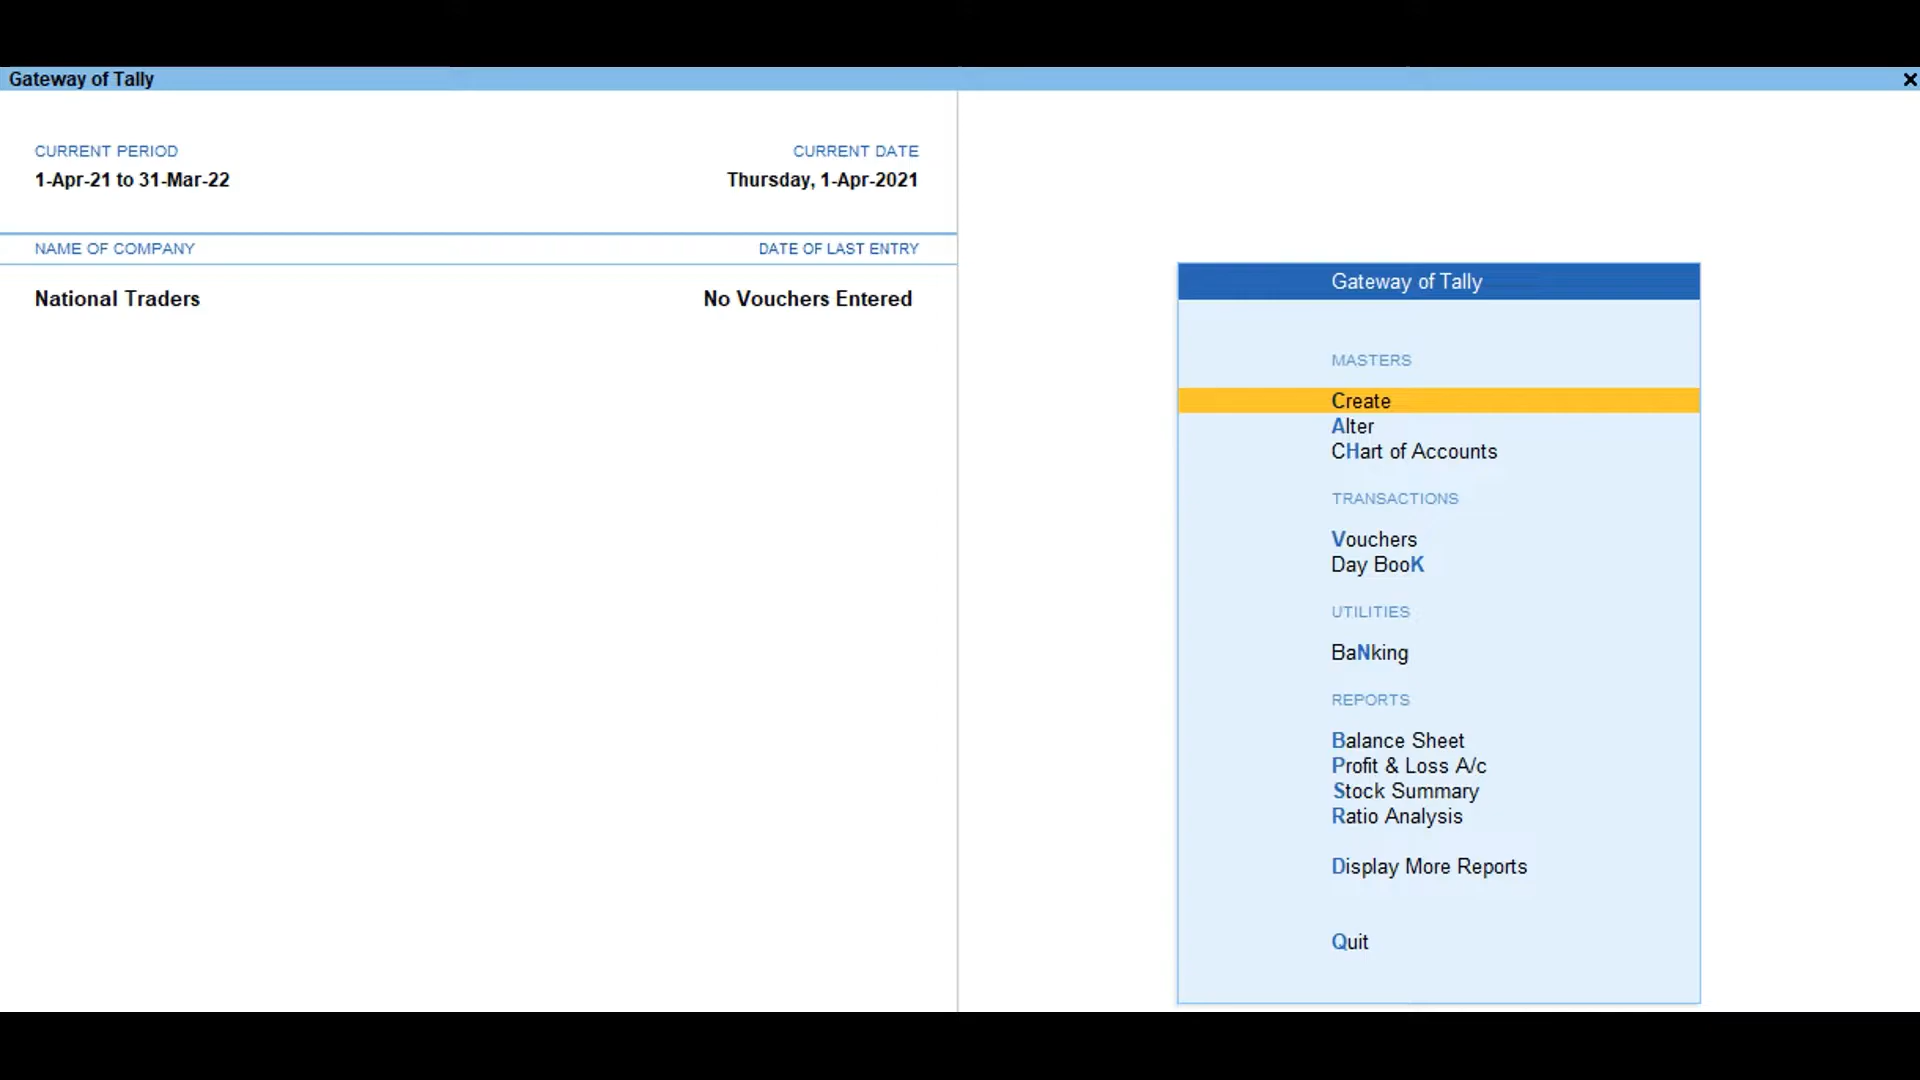 Gateway of Tally
CURRENT PERIOD
CURRENT DATE
1-Apr-21 to 31-Mar-22
Thursday, 1-Apr-2021
NAME OF COMPANY
DATE OF LAST ENTRY
National Traders
No Vouchers Entered
Gateway of Tally
MASTERS
Create
Alter
CHart of Accounts
TRANSACTIONS
Vouchers
Day BooK
UTILITIES
BaNking
REPORTS
Balance Sheet
Profit & Loss A/c
Stock Summary
Ratio Analysis
Display More Reports
Quit